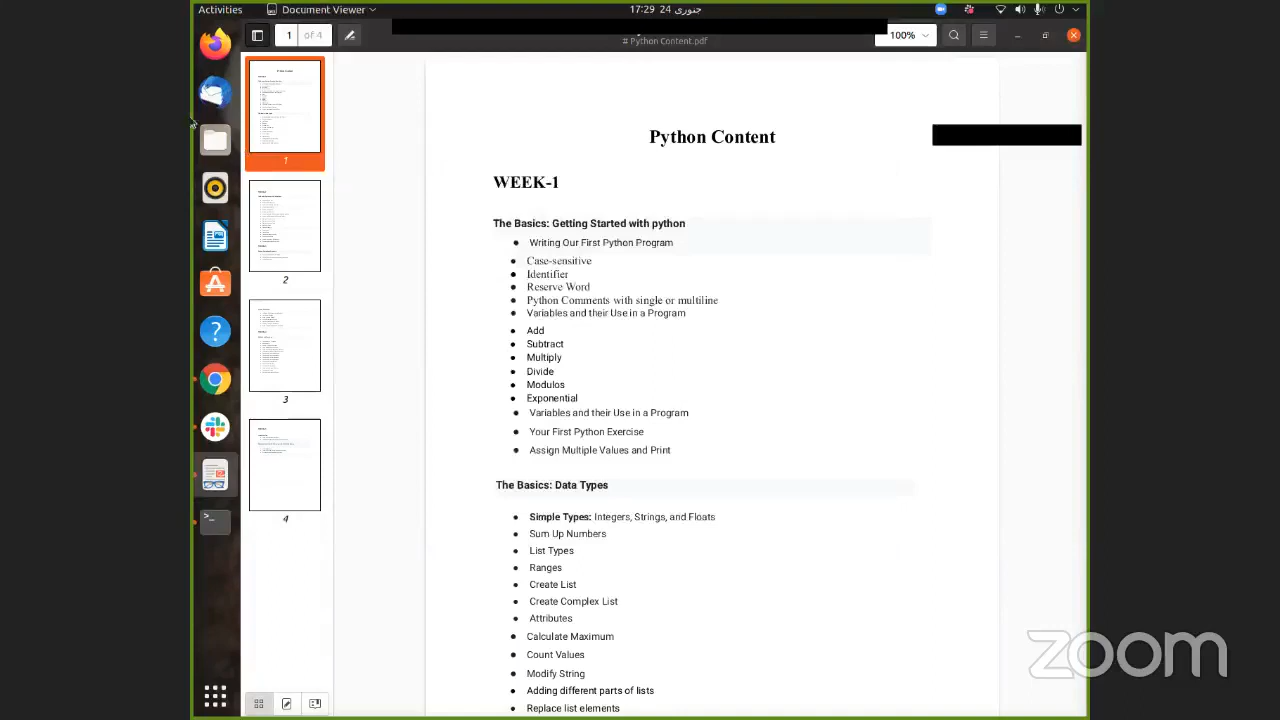 Activities
Document Viewer
17:29 24 جنوری
1
of 4
# Python Content.pdf
100%
1
2
3
4
Python Content
WEEK-1
The Basics: Getting Started with python
Writing Our First Python Program
Case-sensitive
Identifier
Reserve Word
Python Comments with single or multiline
Variables and their Use in a Program
Add
Subtract
Multiply
Divide
Modulos
Exponential
Variables and their Use in a Program
Your First Python Exercise
Assign Multiple Values and Print
The Basics: Data Types
Simple Types: Integers, Strings, and Floats
Sum Up Numbers
List Types
Ranges
Create List
Create Complex List
Attributes
Calculate Maximum
Count Values
Modify String
Adding different parts of lists
Replace list elements
zoom